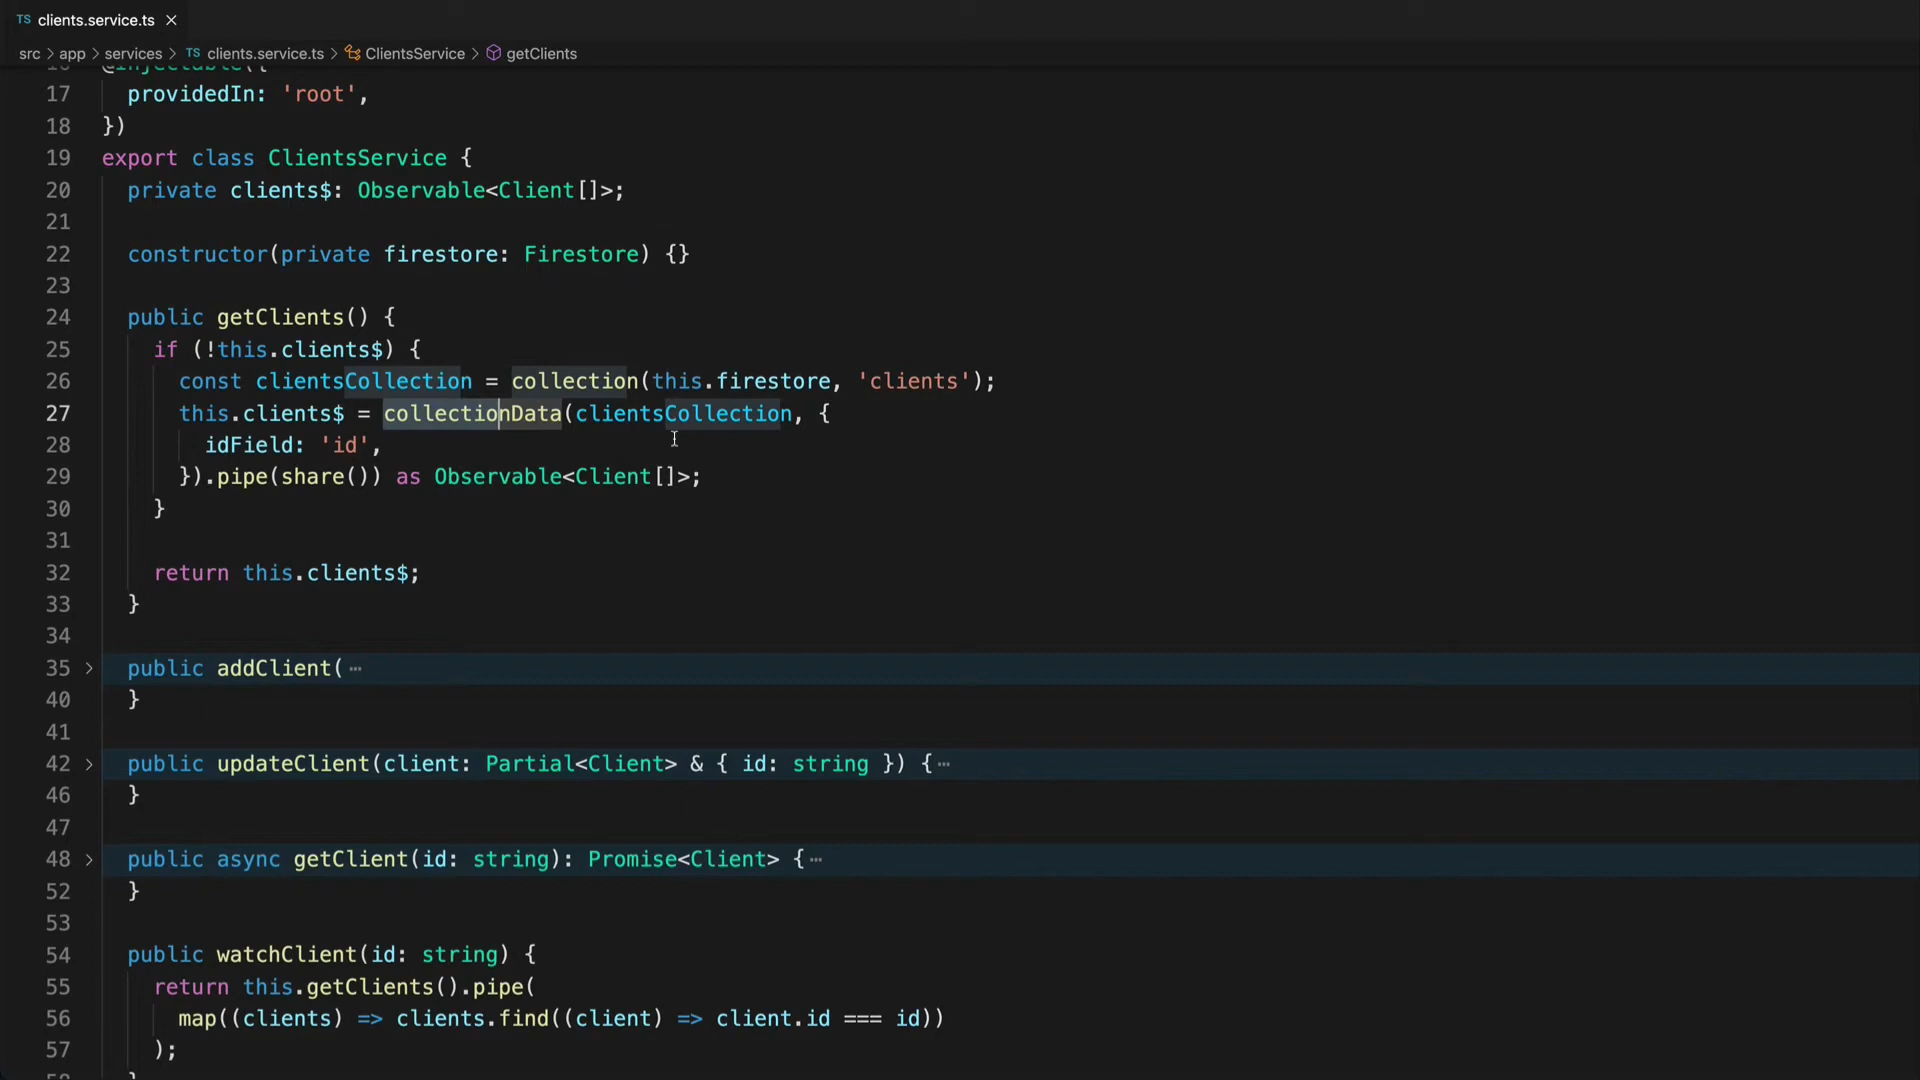 TS clients.service.ts ×
src > app > services > TS clients.service.ts > ClientsService > getClients
16 @Injectable({
17 providedIn: 'root',
18 })
19 export class ClientsService {
20 private clients$: Observable<Client[]>;
21
22 constructor(private firestore: Firestore) {}
23
24 public getClients() {
25 if (!this.clients$) {
26 const clientsCollection = collection(this.firestore, 'clients');
27 this.clients$ = collectionData(clientsCollection, {
28 idField: 'id',
29 }).pipe(share()) as Observable<Client[]>;
30 }
31
32 return this.clients$;
33 }
34
35 > public addClient( ⋯
40 }
41
42 > public updateClient(client: Partial<Client> & { id: string }) { ⋯
46 }
47
48 > public async getClient(id: string): Promise<Client> { ⋯
52 }
53
54 public watchClient(id: string) {
55 return this.getClients().pipe(
56 map((clients) => clients.find((client) => client.id === id))
57 );
58 }